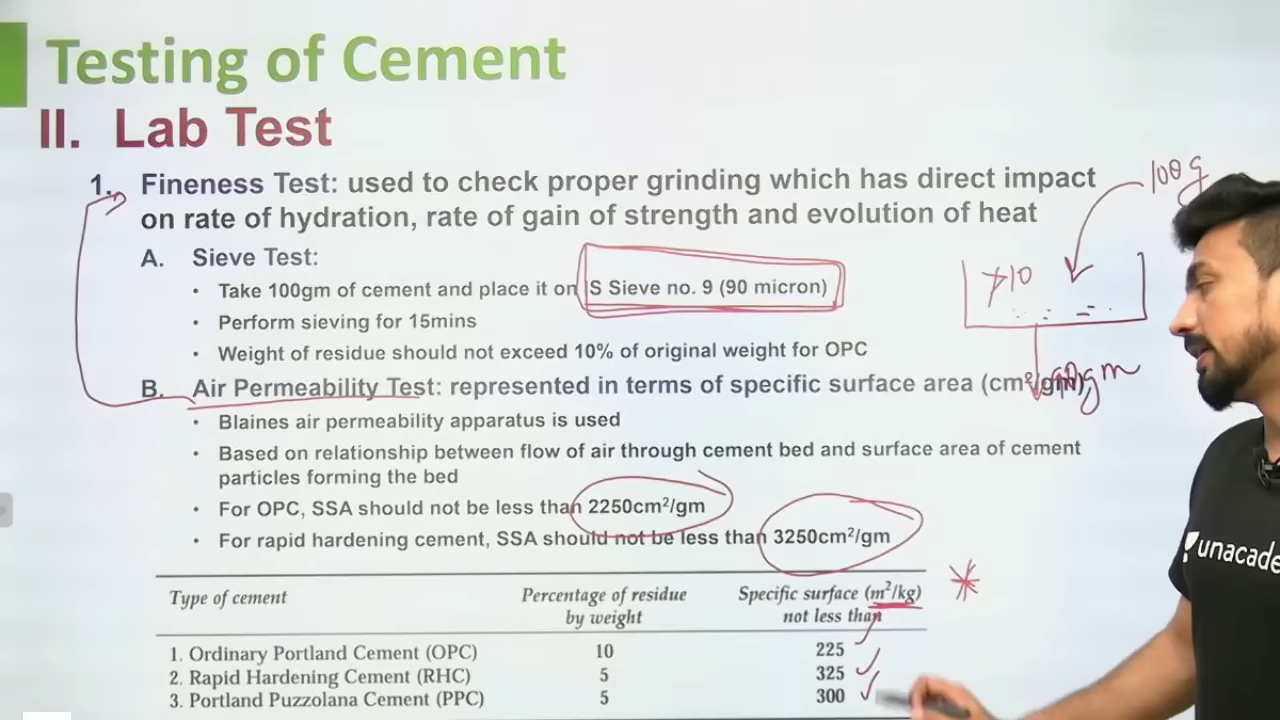 Testing of Cement
II. Lab Test
1. Fineness Test: used to check proper grinding which has direct impact
on rate of hydration, rate of gain of strength and evolution of heat
A. Sieve Test:
• Take 100gm of cement and place it on IS Sieve no. 9 (90 micron)
• Perform sieving for 15mins
• Weight of residue should not exceed 10% of original weight for OPC
B. Air Permeability Test: represented in terms of specific surface area (cm²/gm)
• Blaines air permeability apparatus is used
• Based on relationship between flow of air through cement bed and surface area of cement
particles forming the bed
• For OPC, SSA should not be less than 2250cm²/gm
• For rapid hardening cement, SSA should not be less than 3250cm²/gm
Type of cement Percentage of residue Specific surface (m²/kg)
by weight not less than
1. Ordinary Portland Cement (OPC) 10 225
2. Rapid Hardening Cement (RHC) 5 325
3. Portland Puzzolana Cement (PPC) 5 300
100g
>10
90gm
unacade